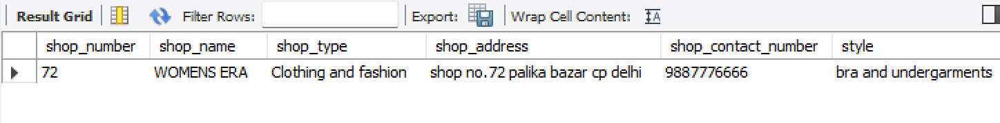 Result Grid Filter Rows: Export: Wrap Cell Content:
shop_number shop_name shop_type shop_address shop_contact_number style
72 WOMENS ERA Clothing and fashion shop no.72 palika bazar cp delhi 9887776666 bra and undergarments